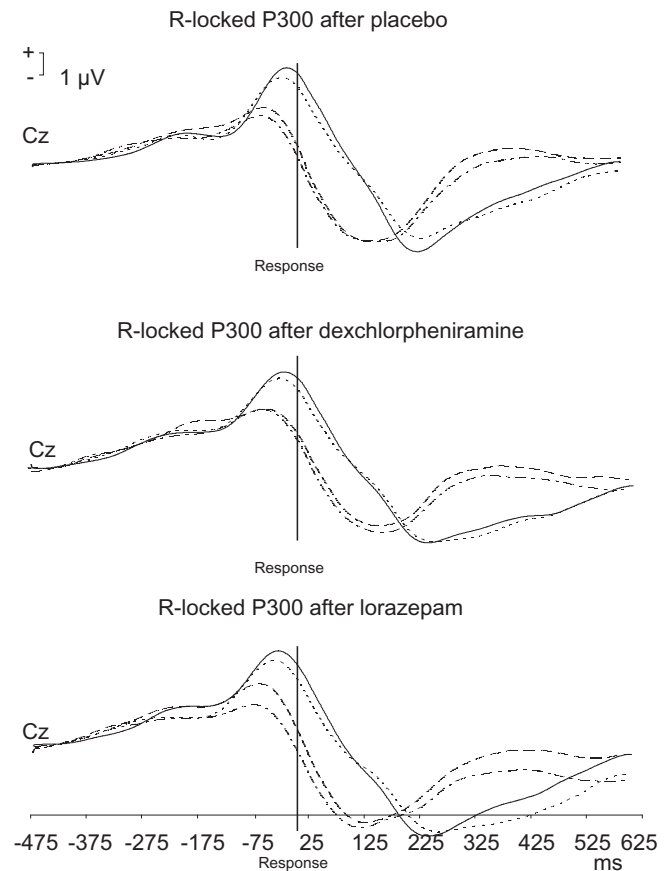 R-locked P300 after placebo
+
- 1 µV
Cz
Response
R-locked P300 after dexchlorpheniramine
Cz
Response
R-locked P300 after lorazepam
Cz
-475 -375 -275 -175 -75 25 125 225 325 425 525 625
Response ms